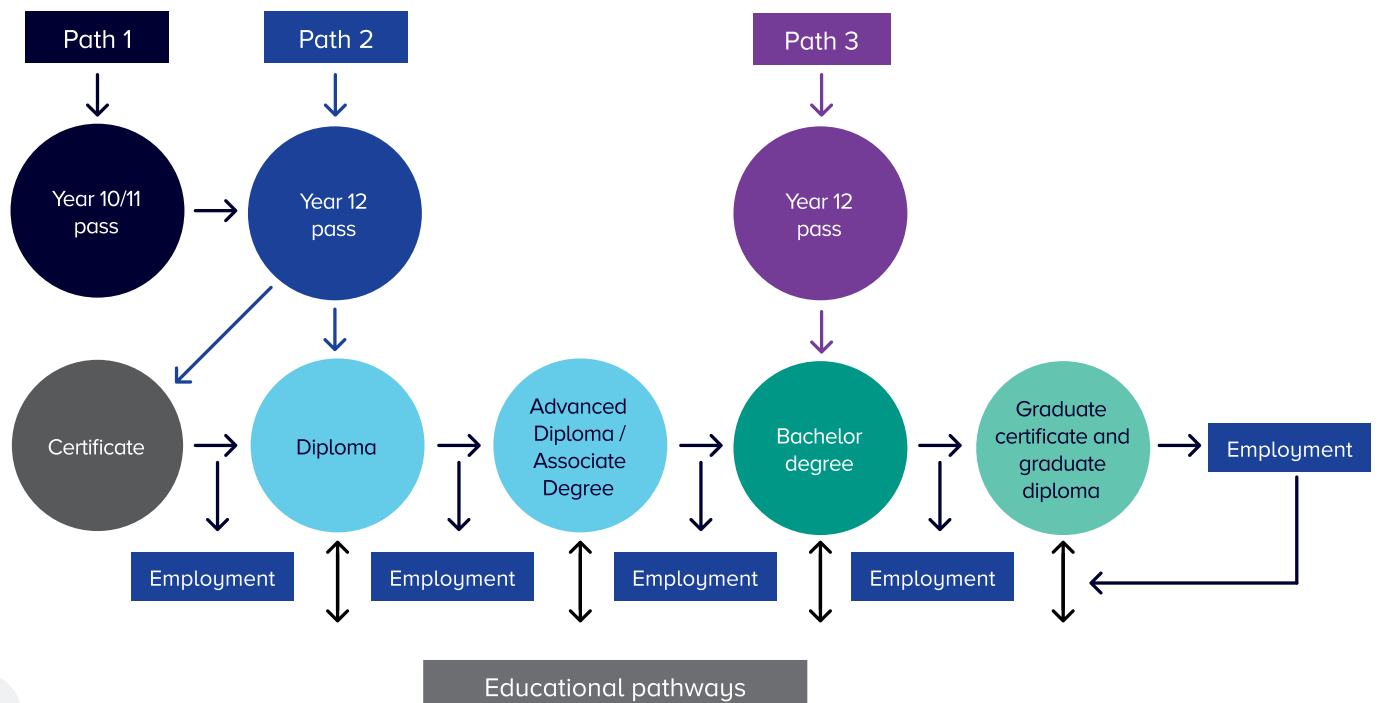 Path 1
Path 2
Path 3
Year 10/11
pass
Year 12
pass
Year 12
pass
Certificate
Diploma
Advanced
Diploma /
Associate
Degree
Bachelor
degree
Graduate
certificate and
graduate
diploma
Employment
Employment
Employment
Employment
Employment
Educational pathways